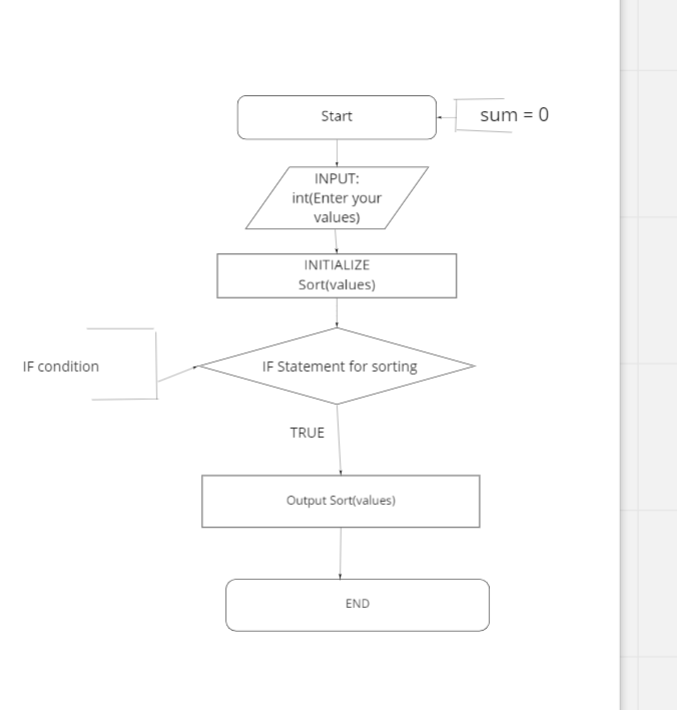 Start
sum = 0
INPUT:
int(Enter your
values)
INITIALIZE
Sort(values)
IF condition
IF Statement for sorting
TRUE
Output Sort(values)
END